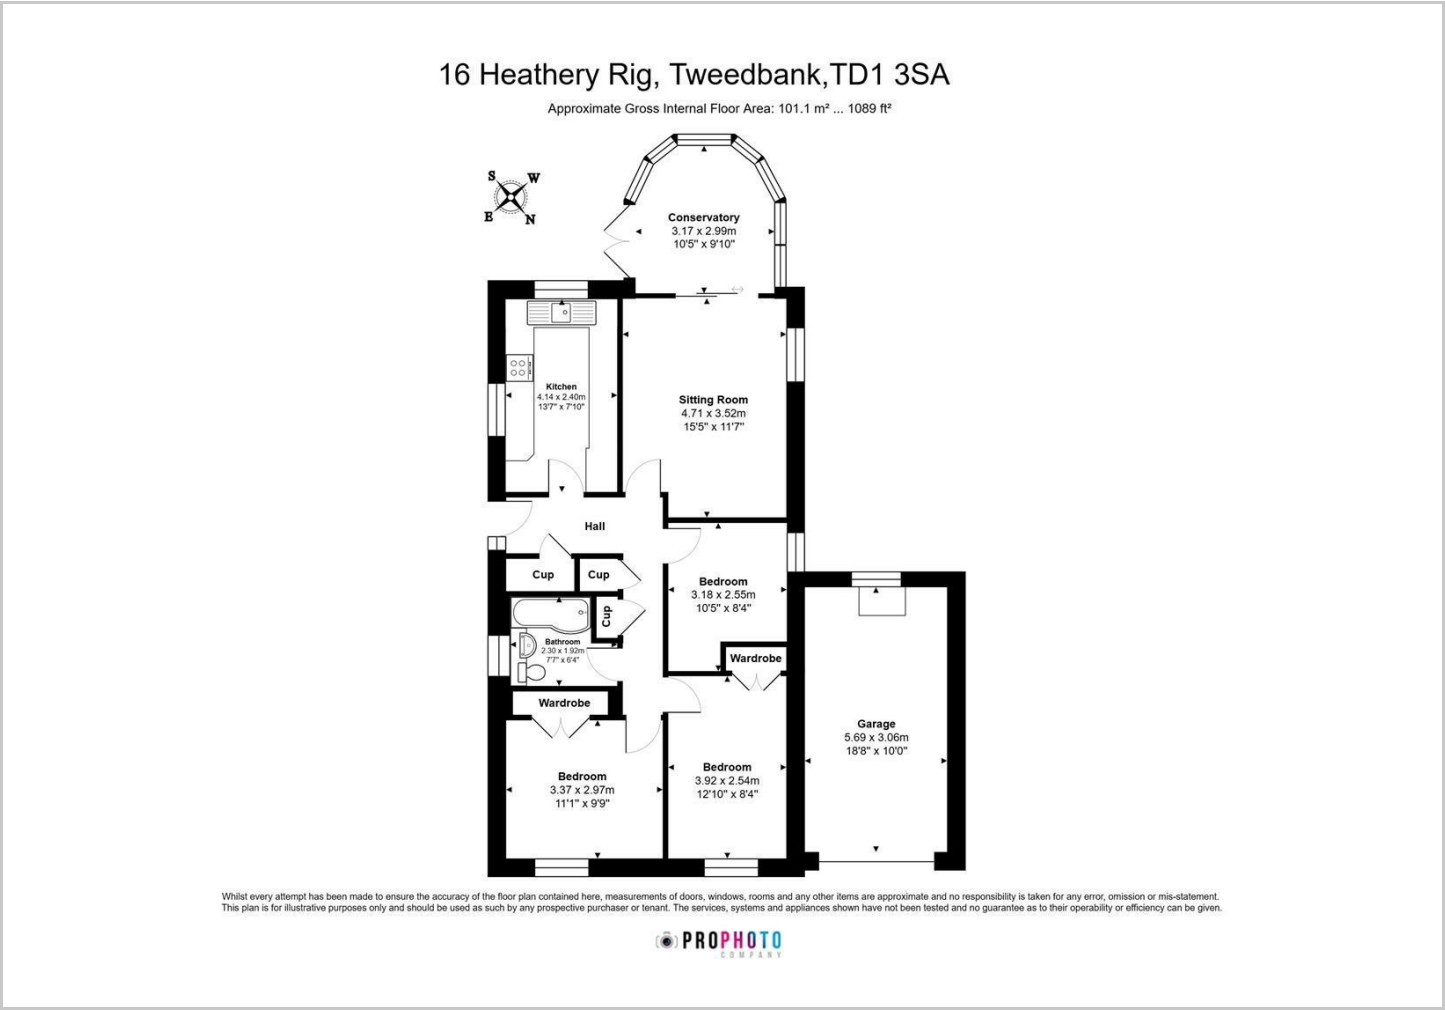 16 Heathery Rig, Tweedbank,TD1 3SA
Approximate Gross Internal Floor Area: 101.1 m² ... 1089 ft²
S
W
E
N
Conservatory
3.17 x 2.99m
10'5" x 9'10"
Kitchen
4.14 x 2.40m
13'7" x 7'10"
Sitting Room
4.71 x 3.52m
15'5" x 11'7"
Hall
Cup
Cup
Cup
Bedroom
3.18 x 2.55m
10'5" x 8'4"
Bathroom
2.30 x 1.92m
7'7" x 6'4"
Wardrobe
Wardrobe
Bedroom
3.37 x 2.97m
11'1" x 9'9"
Bedroom
3.92 x 2.54m
12'10" x 8'4"
Garage
5.69 x 3.06m
18'8" x 10'0"
Whilst every attempt has been made to ensure the accuracy of the floor plan contained here, measurements of doors, windows, rooms and any other items are approximate and no responsibility is taken for any error, omission or mis-statement.
This plan is for illustrative purposes only and should be used as such by any prospective purchaser or tenant. The services, systems and appliances shown have not been tested and no guarantee as to their operability or efficiency can be given.
PROPHOTO
.COMPANY